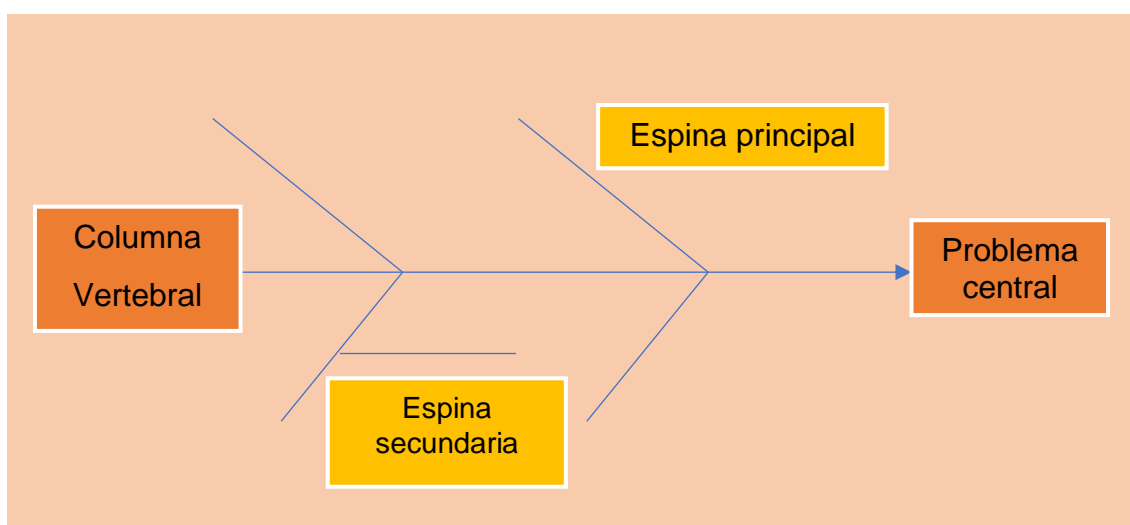 Espina principal
Columna
Vertebral
Problema
central
Espina
secundaria